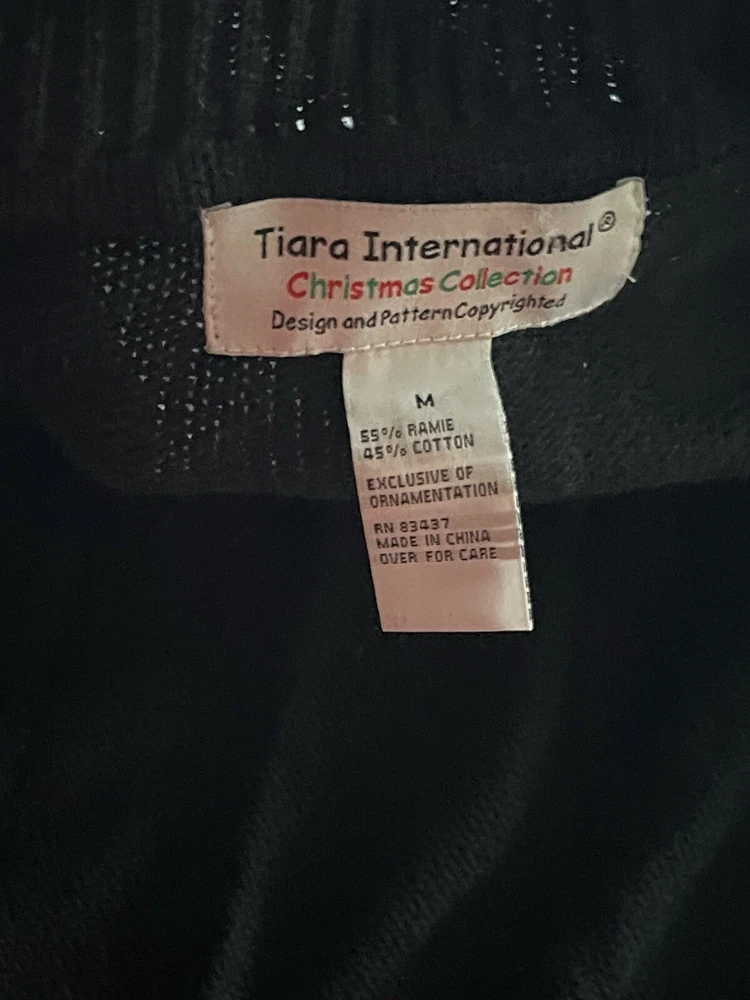 Tiara International®
Christmas Collection
Design and Pattern Copyrighted
M
55% RAMIE
45% COTTON
EXCLUSIVE OF
ORNAMENTATION
RN 83437
MADE IN CHINA
OVER FOR CARE